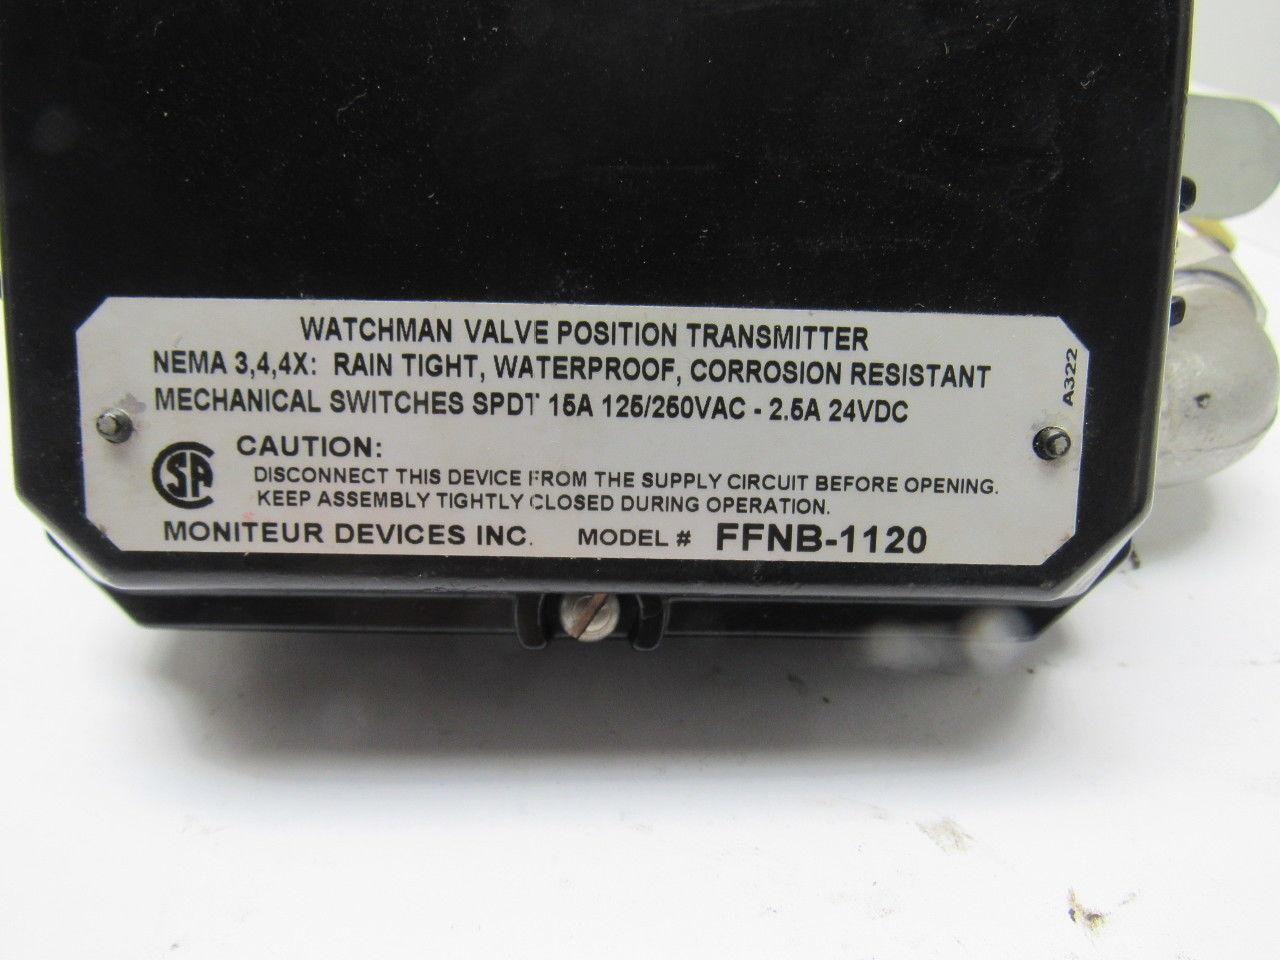 WATCHMAN VALVE POSITION TRANSMITTER
NEMA 3,4,4X: RAIN TIGHT, WATERPROOF, CORROSION RESISTANT
MECHANICAL SWITCHES SPDT 15A 125/250VAC - 2.5A 24VDC
A322
SA
CAUTION:
DISCONNECT THIS DEVICE FROM THE SUPPLY CIRCUIT BEFORE OPENING.
KEEP ASSEMBLY TIGHTLY CLOSED DURING OPERATION.
MONITEUR DEVICES INC. MODEL # FFNB-1120